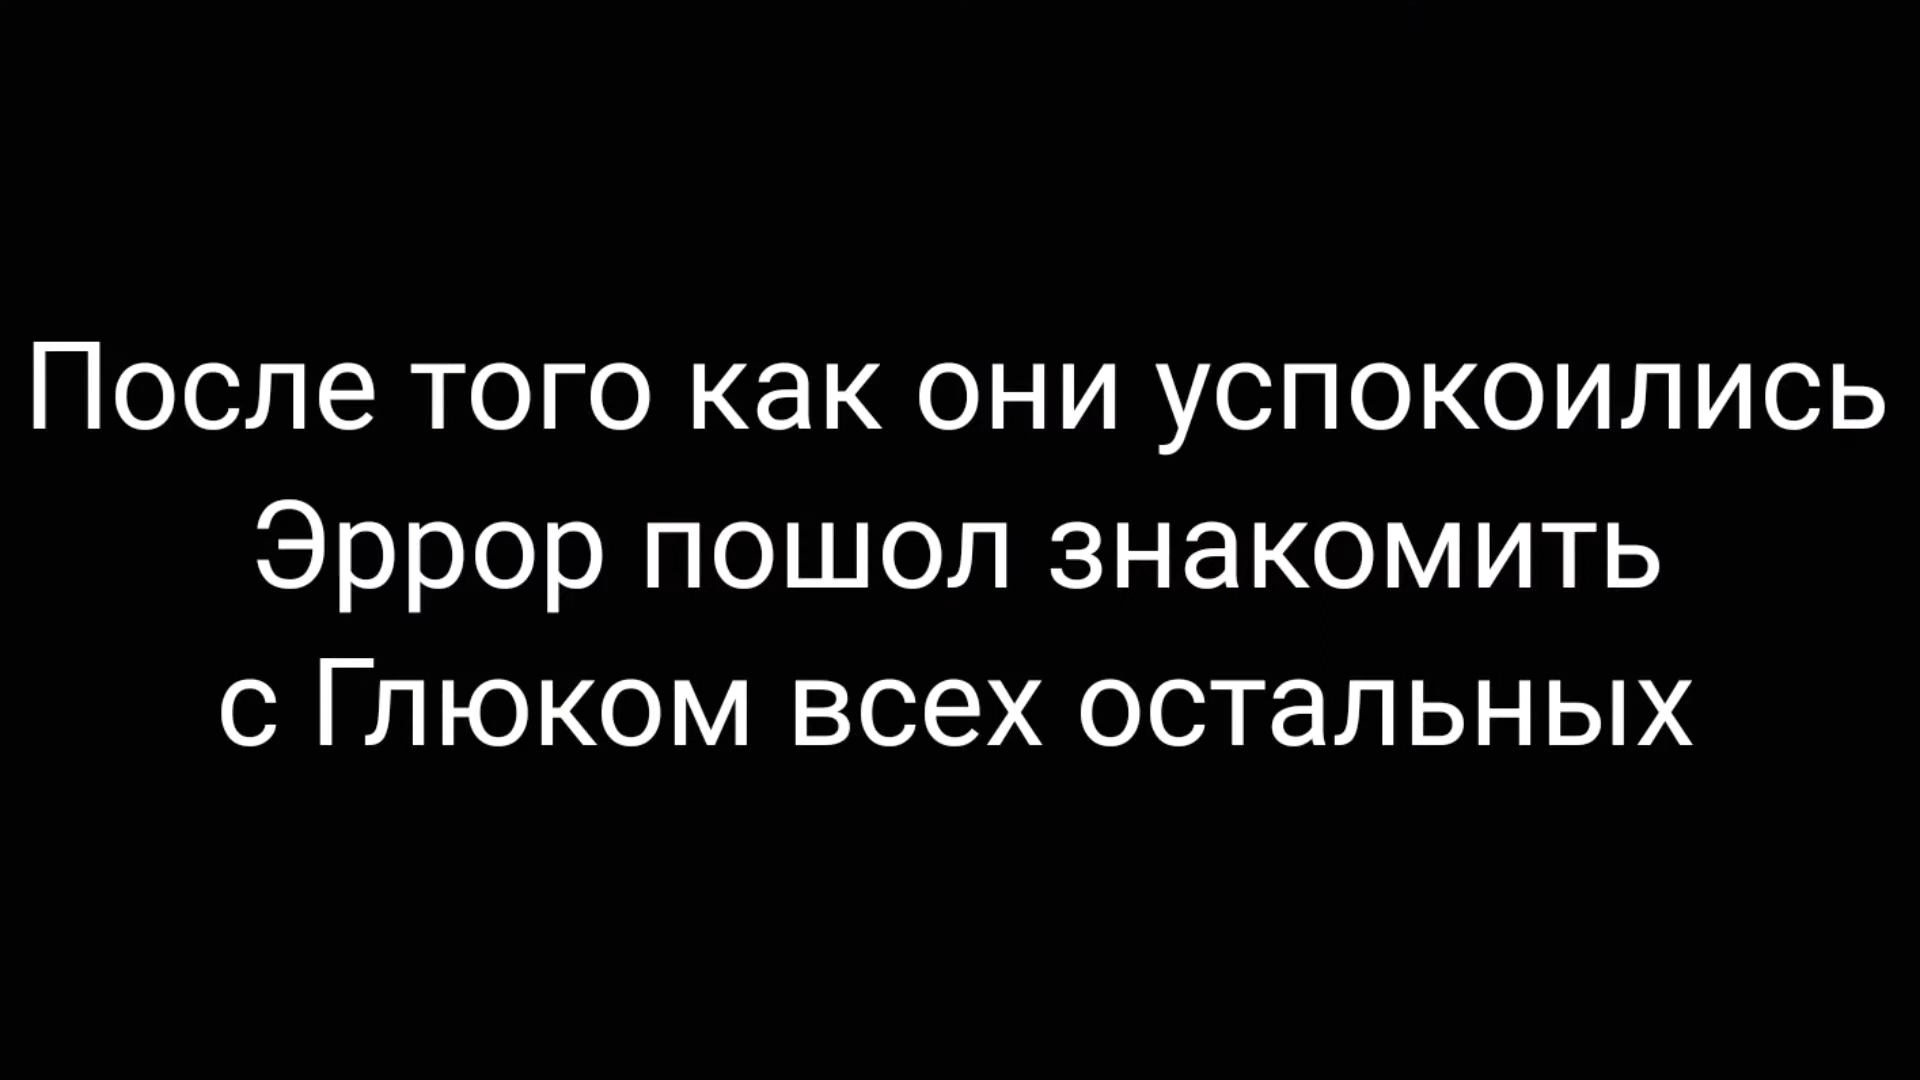 После того как они успокоились
Эррор пошол знакомить
с Глюком всех остальных